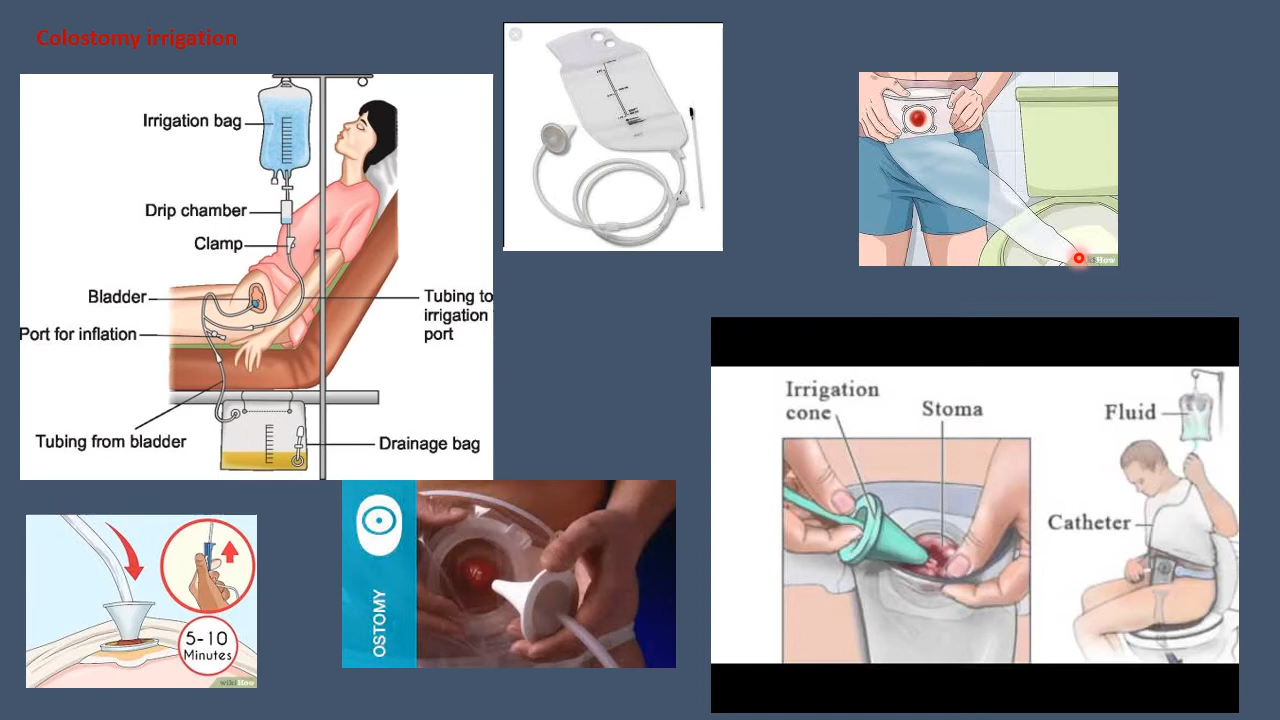 Colostomy irrigation
Irrigation bag
Drip chamber
Clamp
Bladder
Tubing to
irrigation
port
Port for inflation
Tubing from bladder
Drainage bag
Irrigation
cone
Stoma
Fluid
Catheter
5-10
Minutes
wikiHow
OSTOMY